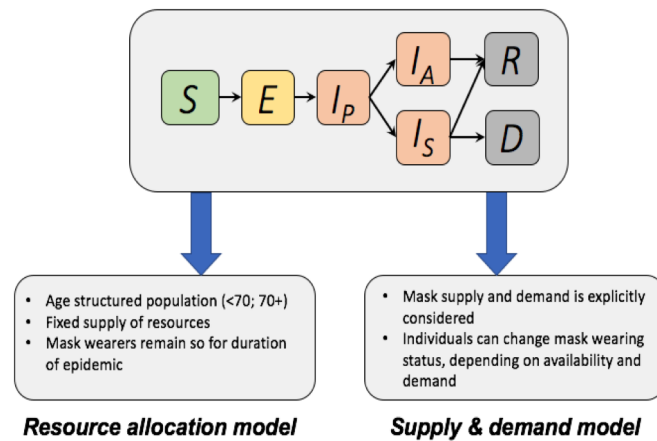 S E I_P I_A R
I_S D
• Age structured population (<70; 70+)
• Fixed supply of resources
• Mask wearers remain so for duration
of epidemic
• Mask supply and demand is explicitly
considered
• Individuals can change mask wearing
status, depending on availability and
demand
Resource allocation model
Supply & demand model